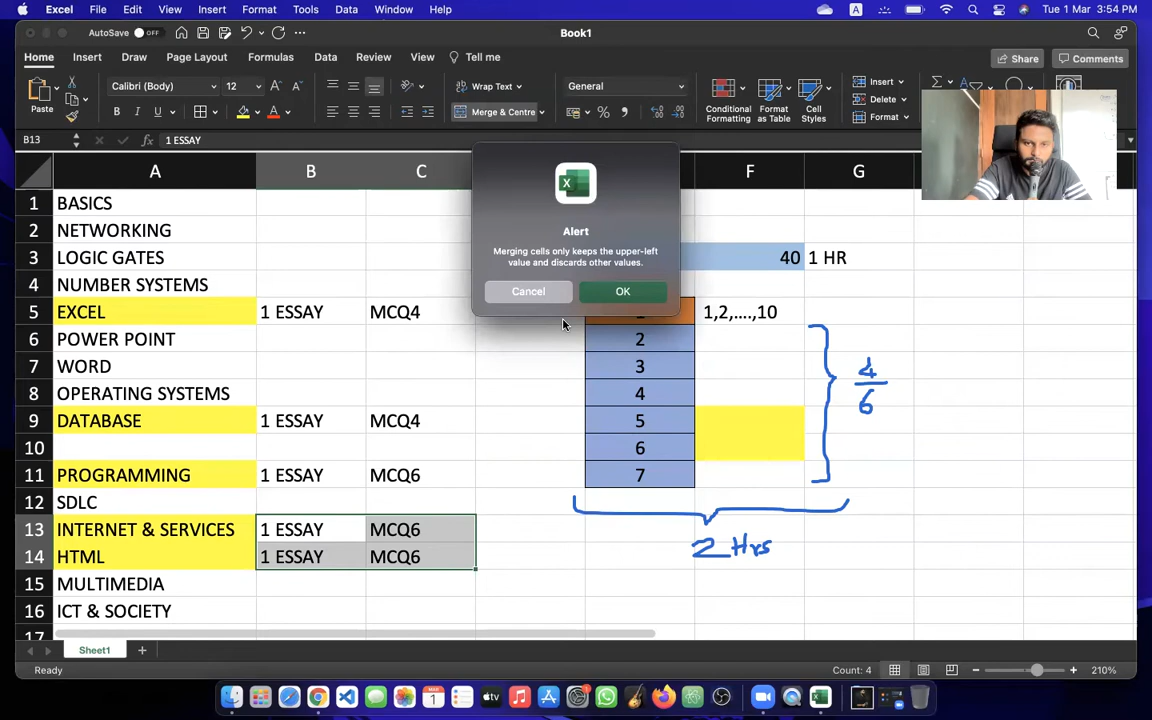 Excel File Edit View Insert Format Tools Data Window Help A Tue 1 Mar 3:54 PM
AutoSave OFF Book1
Home Insert Draw Page Layout Formulas Data Review View Tell me Share Comments
Paste Calibri (Body) 12 A A Wrap Text General Conditional Formatting Format as Table Cell Styles Insert
B I U A Merge & Centre % Delete
Format
B13 fx 1 ESSAY
A B C F G
1 BASICS
2 NETWORKING
3 LOGIC GATES 40 1 HR
4 NUMBER SYSTEMS
5 EXCEL 1 ESSAY MCQ4 1,2,....,10
6 POWER POINT 2
7 WORD 3
8 OPERATING SYSTEMS 4
9 DATABASE 1 ESSAY MCQ4 5
10 6
11 PROGRAMMING 1 ESSAY MCQ6 7
12 SDLC
13 INTERNET & SERVICES 1 ESSAY MCQ6
14 HTML 1 ESSAY MCQ6
15 MULTIMEDIA
16 ICT & SOCIETY
17
4
6
2 Hrs
Alert
Merging cells only keeps the upper-left
value and discards other values.
Cancel OK
Sheet1
Ready Count: 4 210%